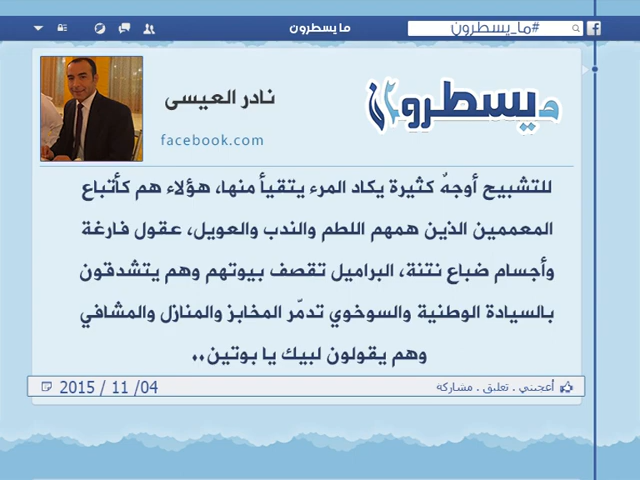 ما يسطرون
#ما_يسطرون
ما يسطرون
نادر العيسى
facebook.com
للتشبيح أوجهٌ كثيرة يكاد المرء يتقيأ منها، هؤلاء هم كأتباع
المعممين الذين همهم اللطم والندب والعويل، عقول فارغة
وأجسام ضباع نتنة، البراميل تقصف بيوتهم وهم يتشدقون
بالسيادة الوطنية والسوخوي تدمّر المخابز والمنازل والمشافي
وهم يقولون لبيك يا بوتين..
أعجبني . تعليق . مشاركة
2015 / 11 /04